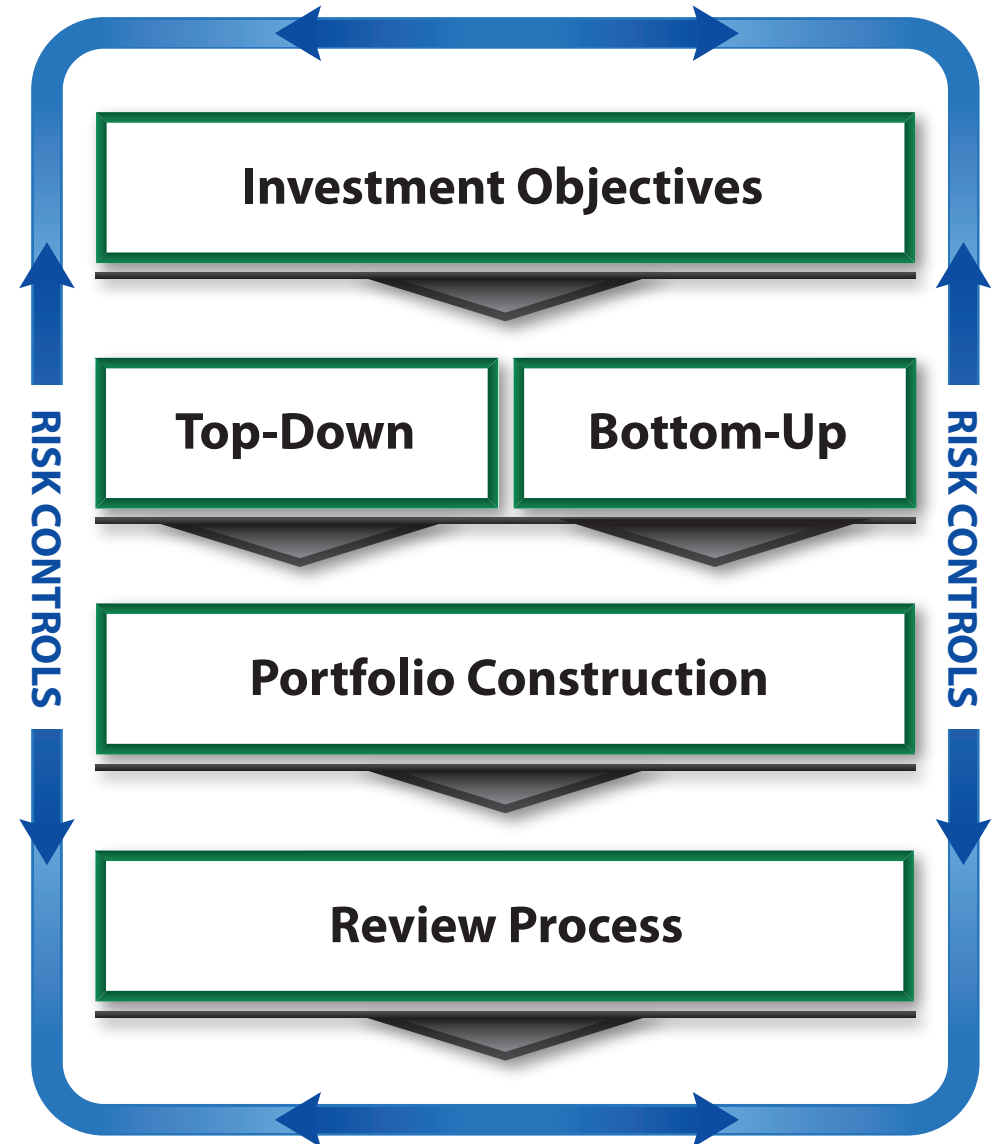 Investment Objectives
Top-Down
Bottom-Up
RISK CONTROLS
RISK CONTROLS
Portfolio Construction
Review Process